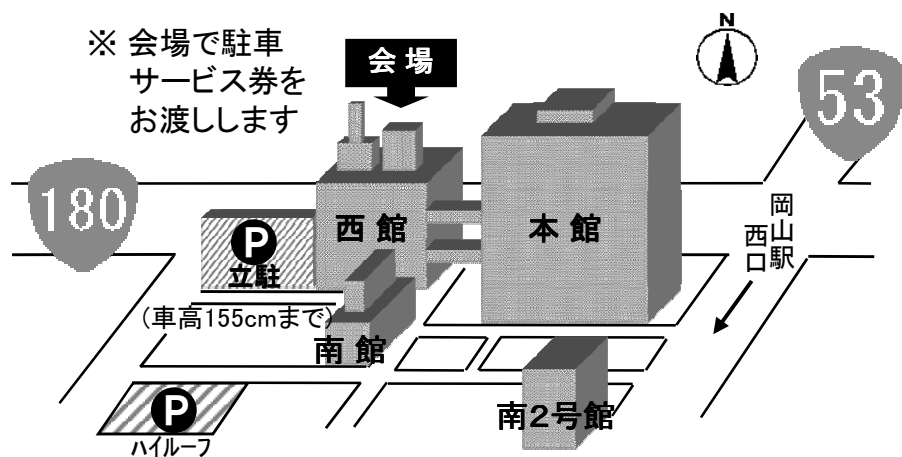 ※ 会場で駐車
サービス券を
お渡しします
会場
N
53
180
西館
本館
岡山駅
西口
P
立駐
(車高155cmまで)
南館
P
ハイルーフ
南2号館